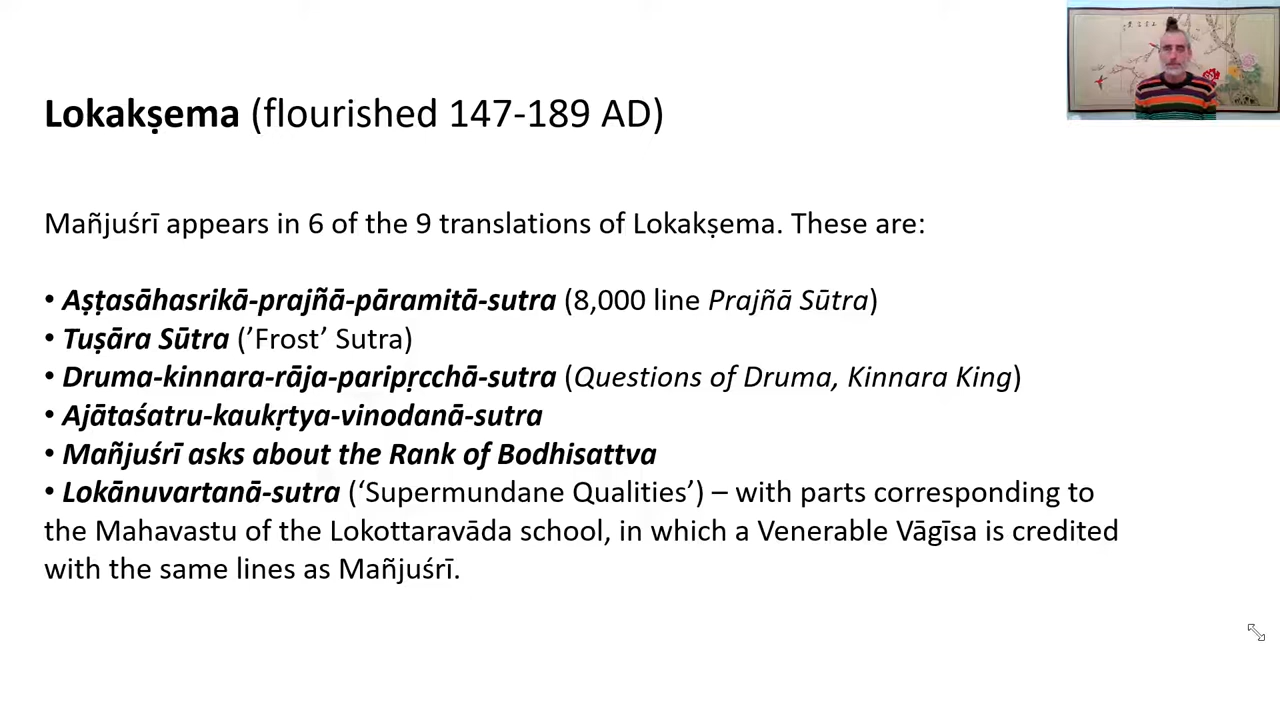 Lokakṣema (flourished 147-189 AD)
Mañjuśrī appears in 6 of the 9 translations of Lokakṣema. These are:
• Aṣṭasāhasrikā-prajñā-pāramitā-sutra (8,000 line Prajñā Sūtra)
• Tuṣāra Sūtra (’Frost’ Sutra)
• Druma-kinnara-rāja-paripṛcchā-sutra (Questions of Druma, Kinnara King)
• Ajātaśatru-kaukṛtya-vinodanā-sutra
• Mañjuśrī asks about the Rank of Bodhisattva
• Lokānuvartanā-sutra (‘Supermundane Qualities’) – with parts corresponding to
the Mahavastu of the Lokottaravāda school, in which a Venerable Vāgīsa is credited
with the same lines as Mañjuśrī.